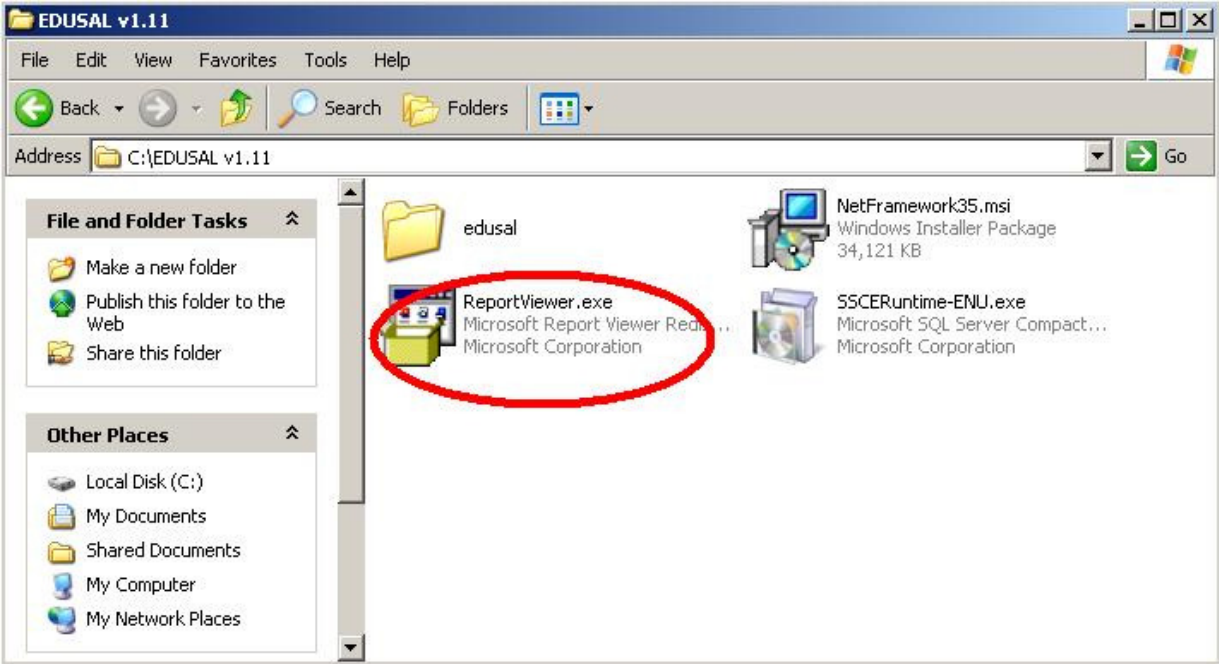 EDUSAL v1.11
File Edit View Favorites Tools Help
Back Search Folders
Address C:\EDUSAL v1.11 Go
File and Folder Tasks
Make a new folder
Publish this folder to the
Web
Share this folder
Other Places
Local Disk (C:)
My Documents
Shared Documents
My Computer
My Network Places
edusal
NetFramework35.msi
Windows Installer Package
34,121 KB
ReportViewer.exe
Microsoft Report Viewer Redis...
Microsoft Corporation
SSCERuntime-ENU.exe
Microsoft SQL Server Compact...
Microsoft Corporation